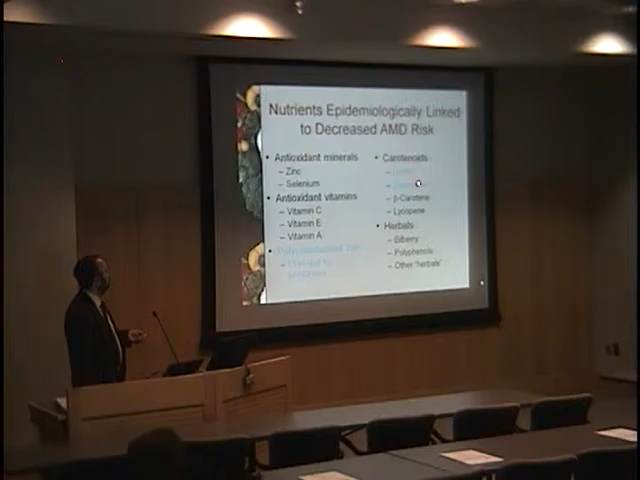 Nutrients Epidemiologically Linked
to Decreased AMD Risk
• Antioxidant minerals
– Zinc
– Selenium
• Antioxidant vitamins
– Vitamin C
– Vitamin E
– Vitamin A
• Carotenoids
– β-Carotene
– Lycopene
• Herbals
– Bilberry
– Polyphenols
– Other "herbals"